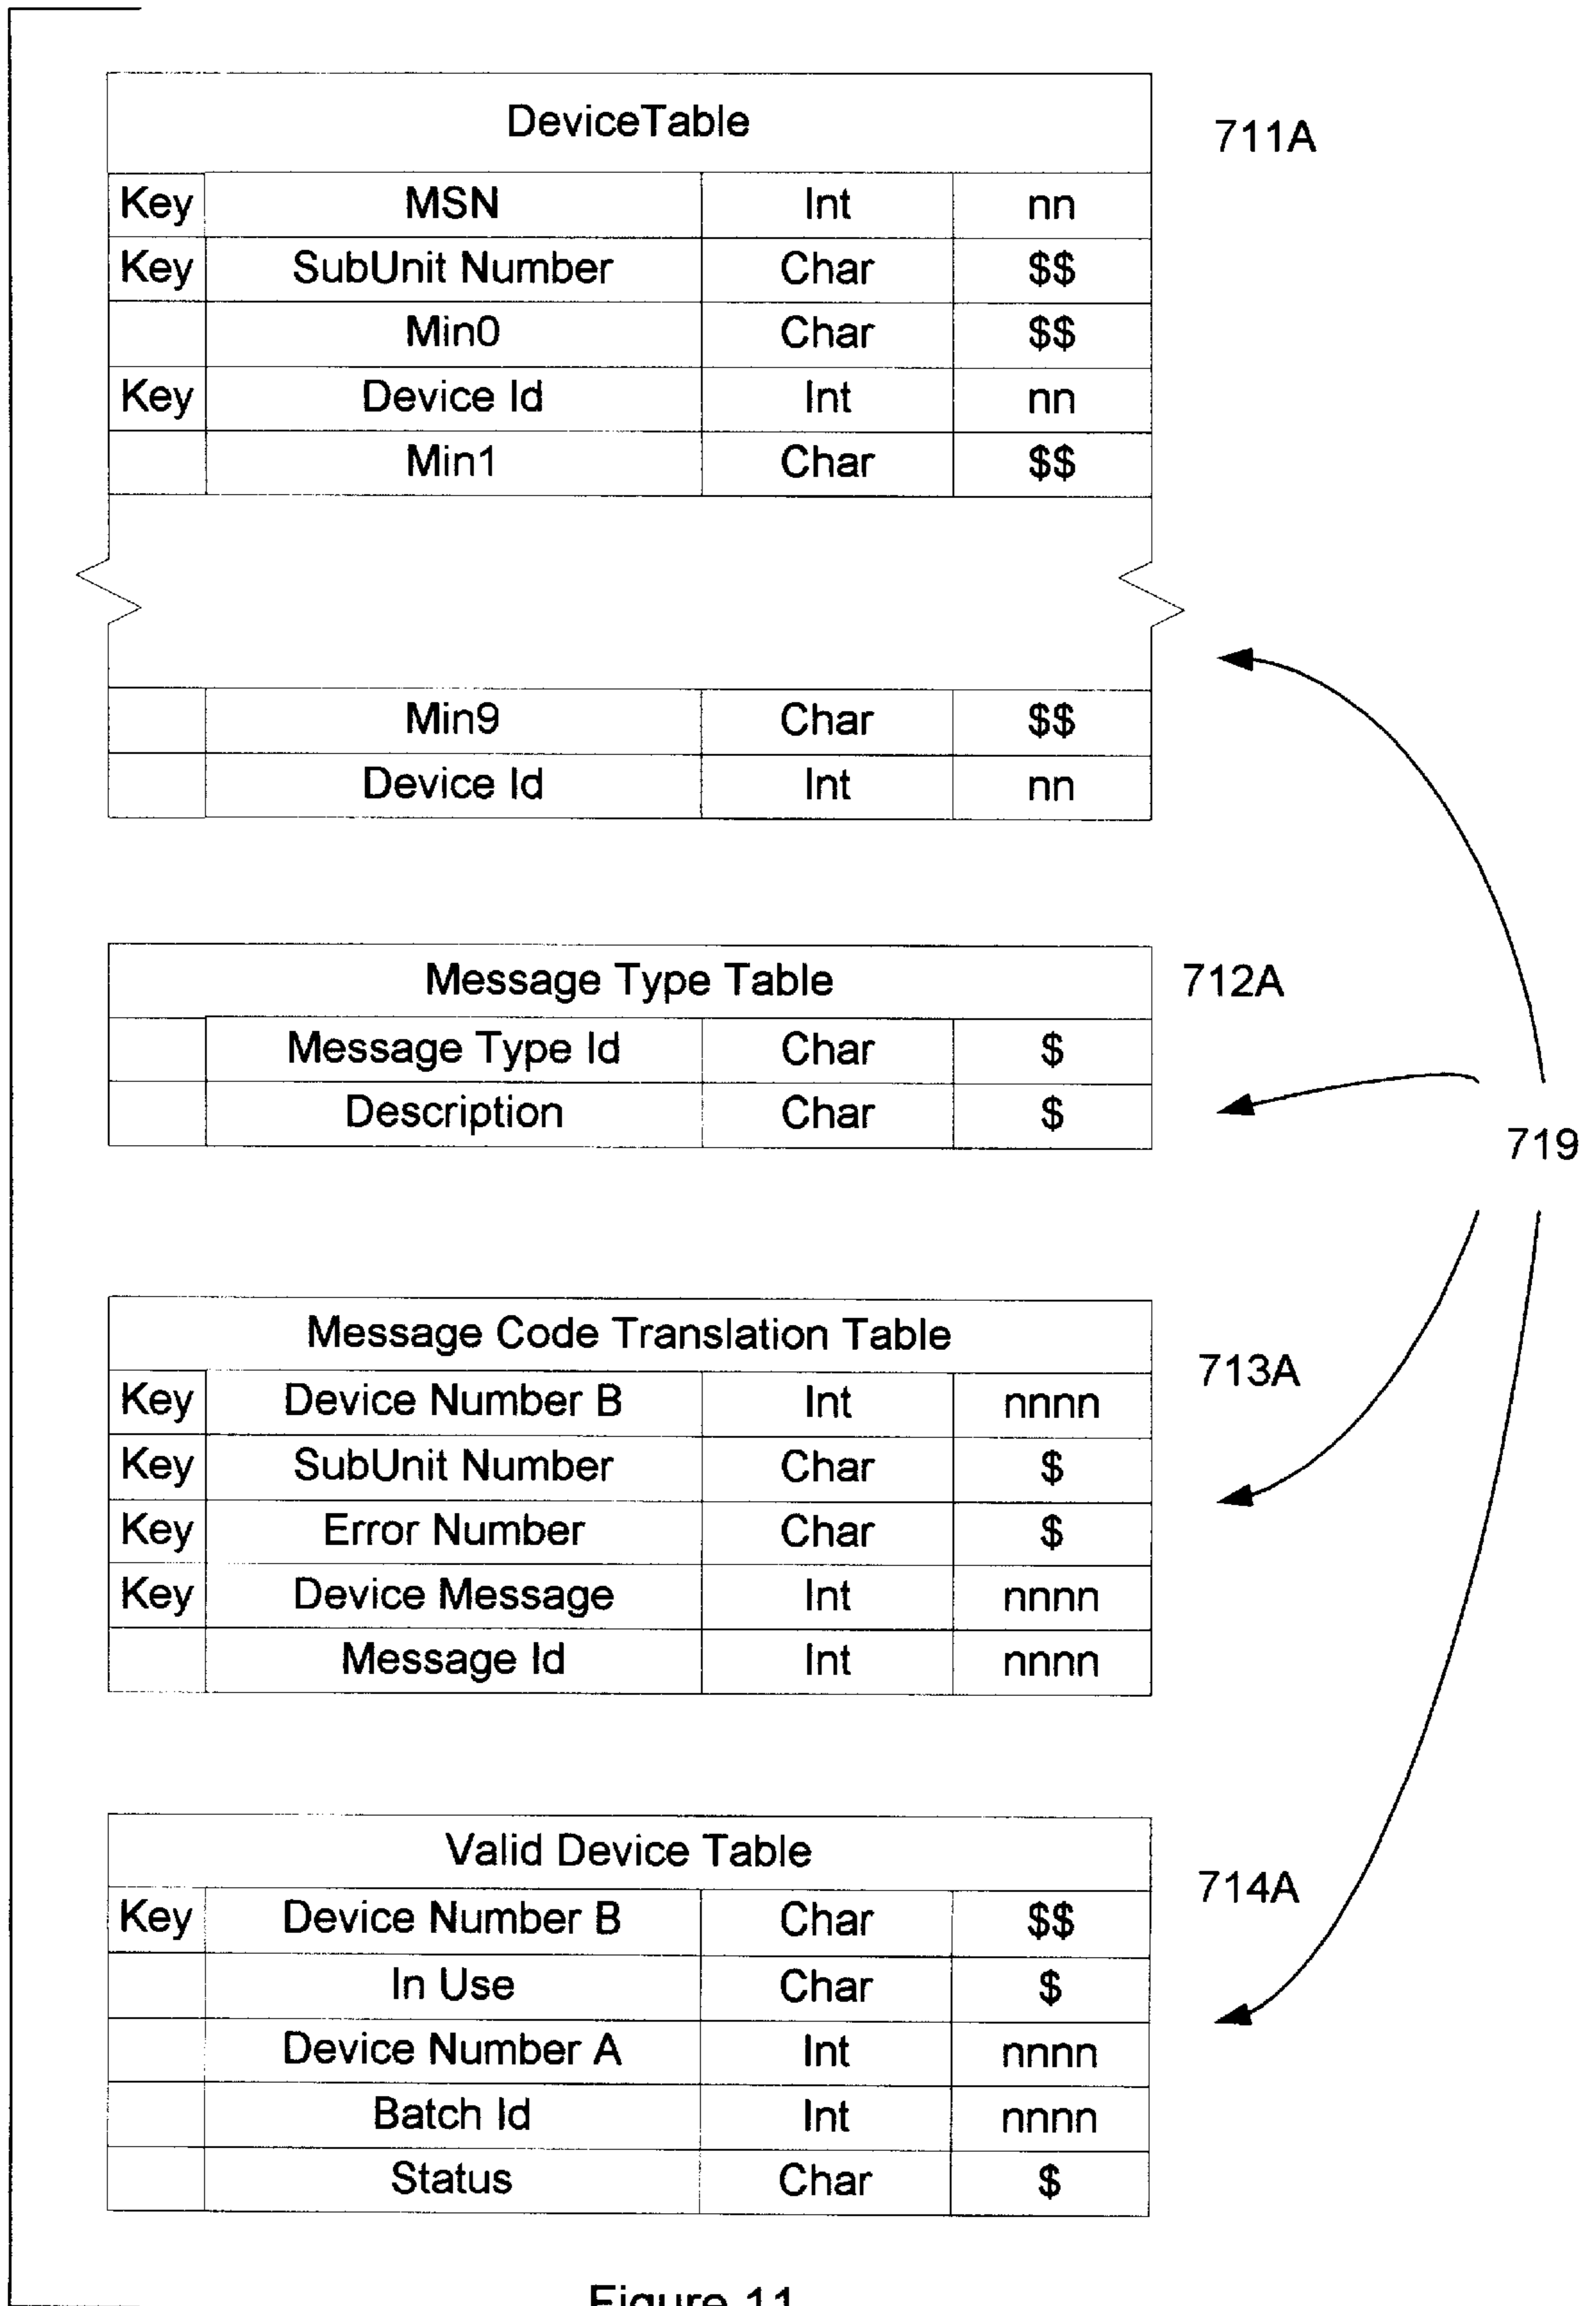 DeviceTable
711A
Key MSN Int nn
Key SubUnit Number Char $$
Min0 Char $$
Key Device Id Int nn
Min1 Char $$
Min9 Char $$
Device Id Int nn
Message Type Table
712A
Message Type Id Char $
Description Char $
719
Message Code Translation Table
713A
Key Device Number B Int nnnn
Key SubUnit Number Char $
Key Error Number Char $
Key Device Message Int nnnn
Message Id Int nnnn
Valid Device Table
714A
Key Device Number B Char $$
In Use Char $
Device Number A Int nnnn
Batch Id Int nnnn
Status Char $
Figure 11